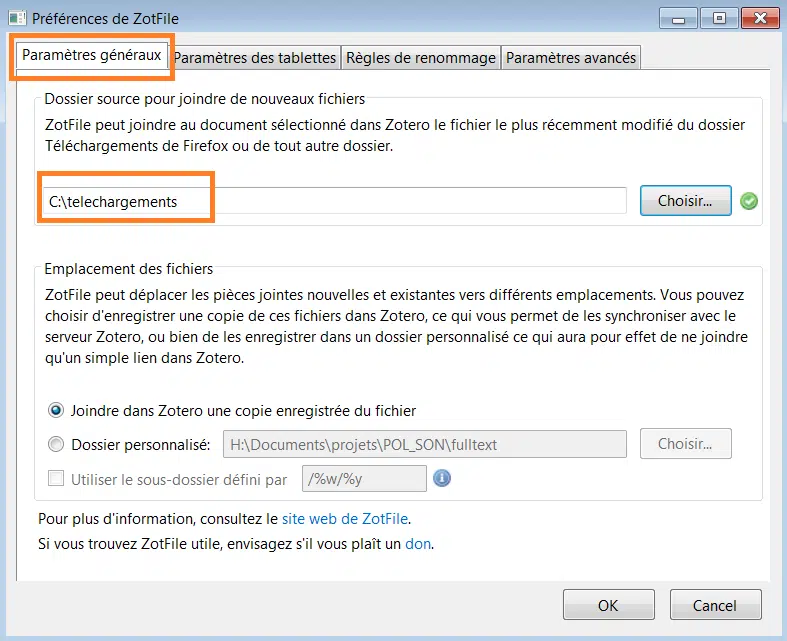 Préférences de ZotFile
Paramètres généraux
Paramètres des tablettes
Règles de renommage
Paramètres avancés
Dossier source pour joindre de nouveaux fichiers
ZotFile peut joindre au document sélectionné dans Zotero le fichier le plus récemment modifié du dossier
Téléchargements de Firefox ou de tout autre dossier.
C:\telechargements
Choisir...
Emplacement des fichiers
ZotFile peut déplacer les pièces jointes nouvelles et existantes vers différents emplacements. Vous pouvez
choisir d'enregistrer une copie de ces fichiers dans Zotero, ce qui vous permet de les synchroniser avec le
serveur Zotero, ou bien de les enregistrer dans un dossier personnalisé ce qui aura pour effet de ne joindre
qu'un simple lien dans Zotero.
Joindre dans Zotero une copie enregistrée du fichier
Dossier personnalisé:
H:\Documents\projets\POL_SON\fulltext
Choisir...
Utiliser le sous-dossier défini par
/%w/%y
Pour plus d'information, consultez le site web de ZotFile.
Si vous trouvez ZotFile utile, envisagez s'il vous plaît un don.
OK
Cancel